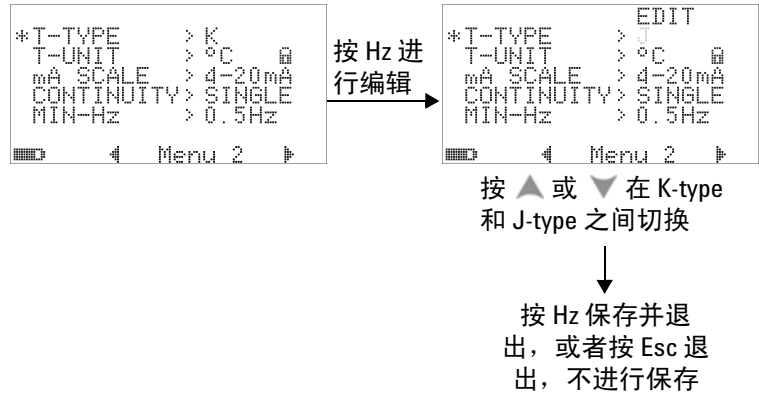 *T-TYPE > K
T-UNIT > °C
mA SCALE > 4-20mA
CONTINUITY> SINGLE
MIN-Hz > 0.5Hz
Menu 2
按 Hz 进
行编辑
EDIT
*T-TYPE > J
T-UNIT > °C
mA SCALE > 4-20mA
CONTINUITY> SINGLE
MIN-Hz > 0.5Hz
Menu 2
按 ▲ 或 ▼ 在 K-type
和 J-type 之间切换
按 Hz 保存并退
出，或者按 Esc 退
出，不进行保存